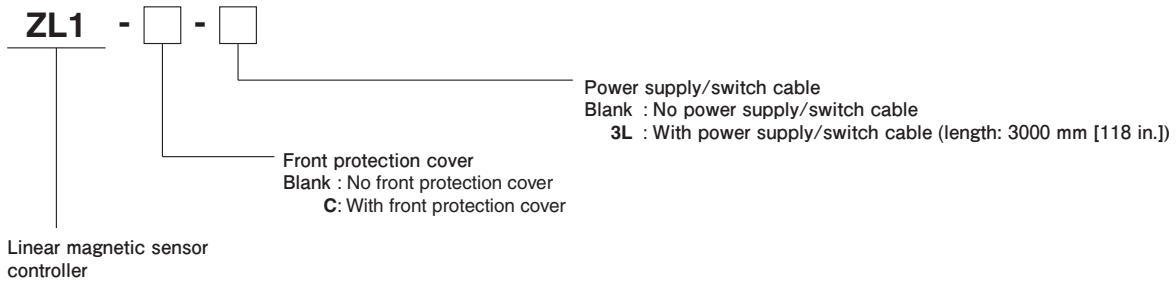 ZL1 - □ - □
Power supply/switch cable
Blank : No power supply/switch cable
3L : With power supply/switch cable (length: 3000 mm [118 in.])
Front protection cover
Blank : No front protection cover
C: With front protection cover
Linear magnetic sensor
controller